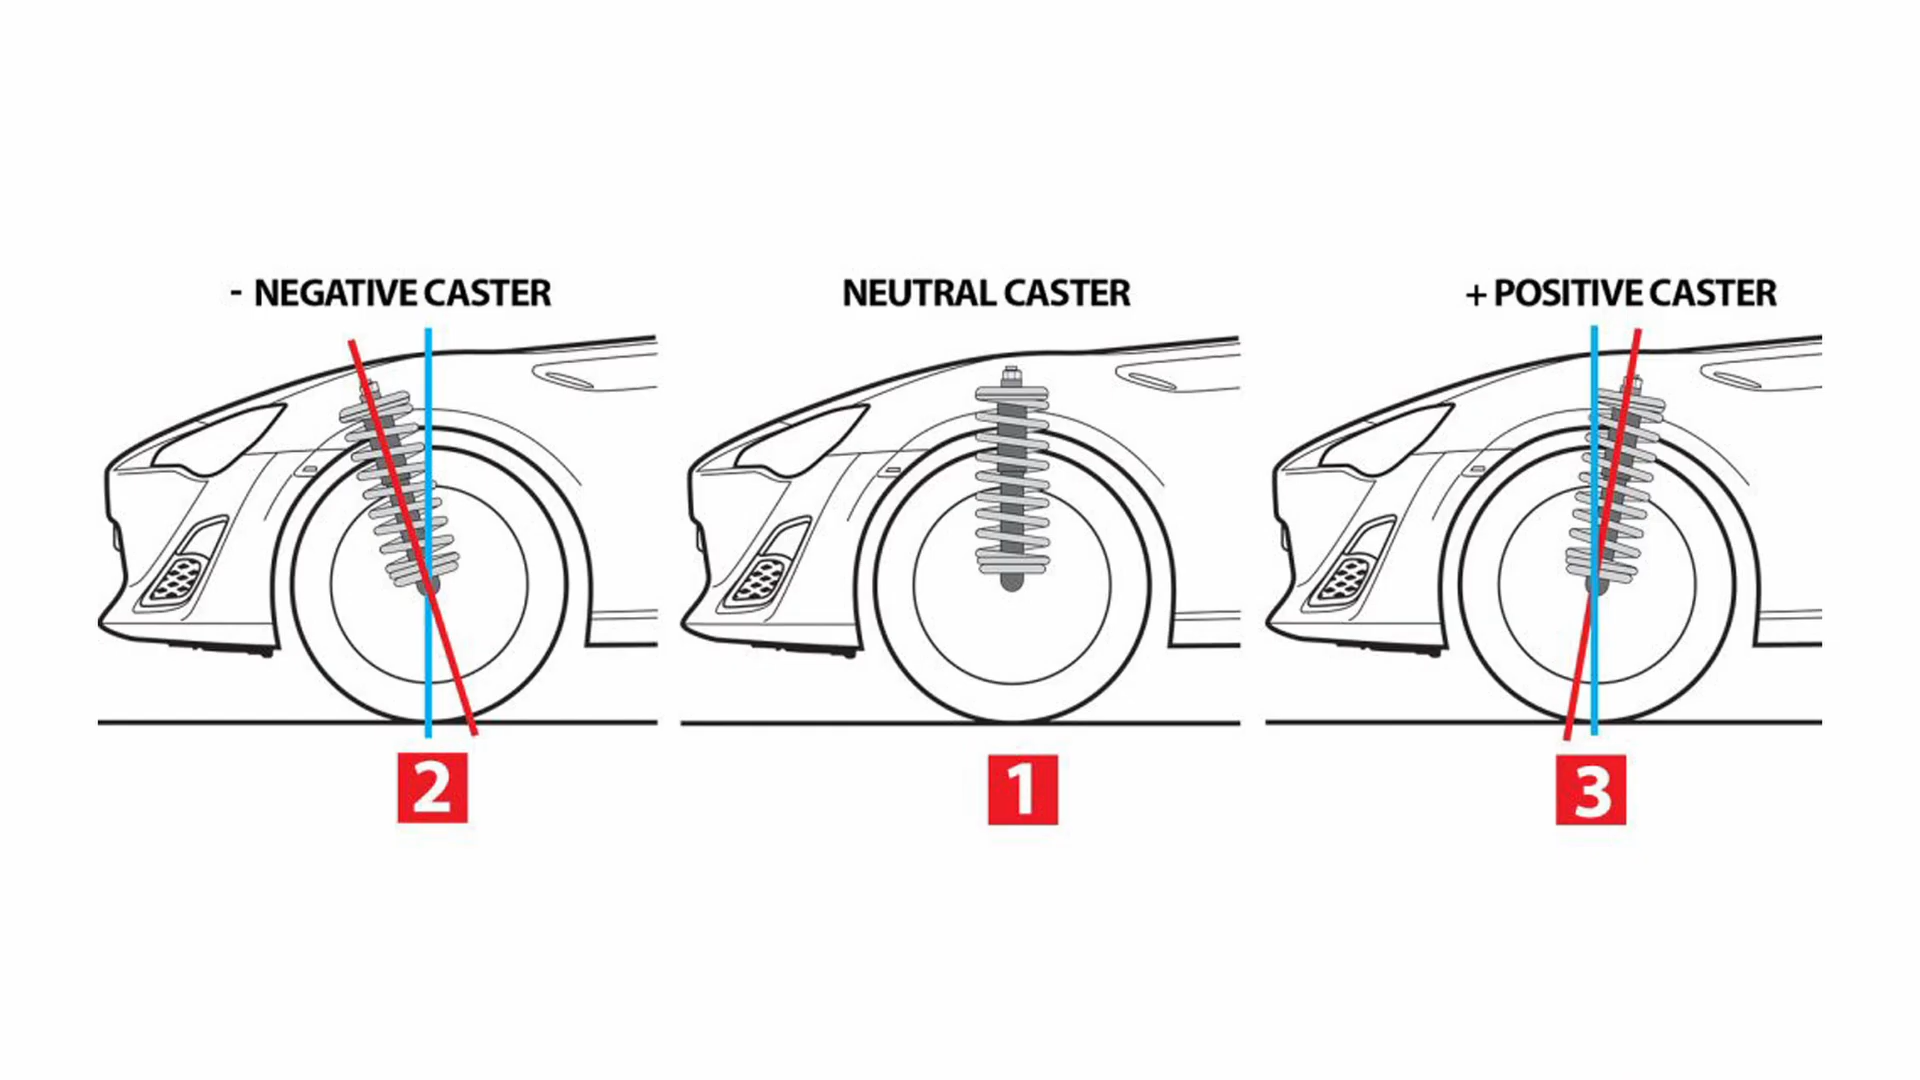 - NEGATIVE CASTER
NEUTRAL CASTER
+ POSITIVE CASTER
2
1
3